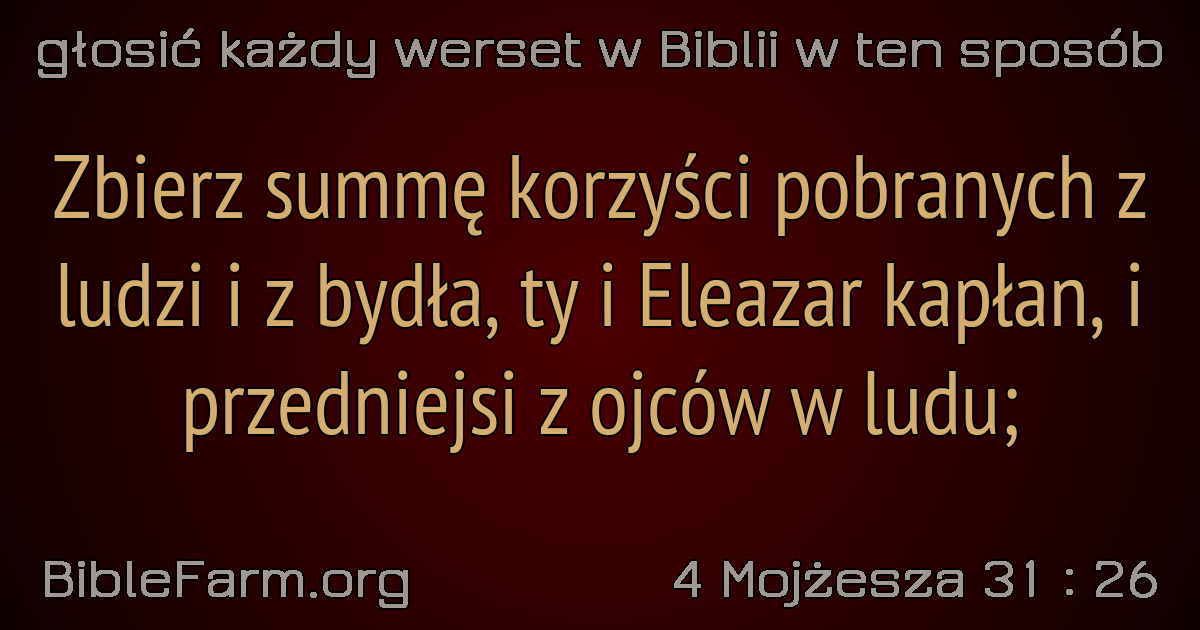 głosić każdy werset w Biblii w ten sposób
Zbierz summę korzyści pobranych z
ludzi i z bydła, ty i Eleazar kapłan, i
przedniejsi z ojców w ludu;
BibleFarm.org
4 Mojżesza 31 : 26